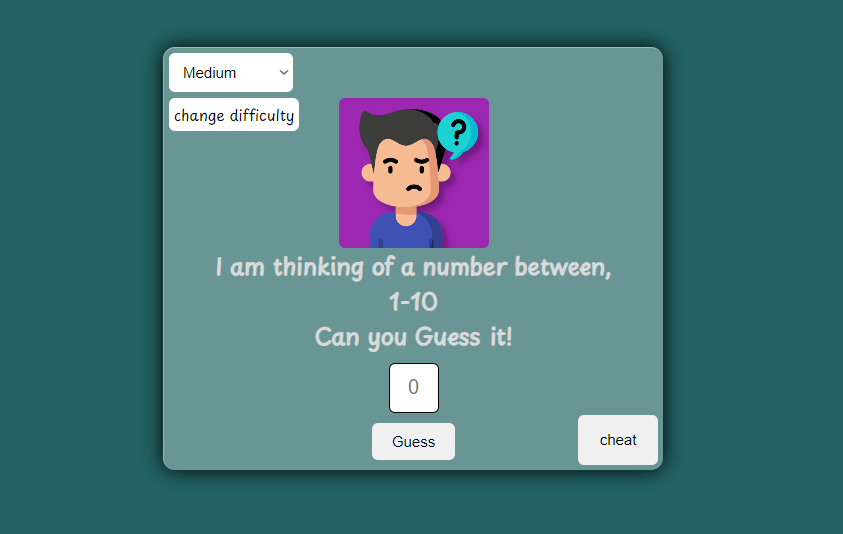 Medium
change difficulty
?
I am thinking of a number between,
1-10
Can you Guess it!
0
Guess
cheat